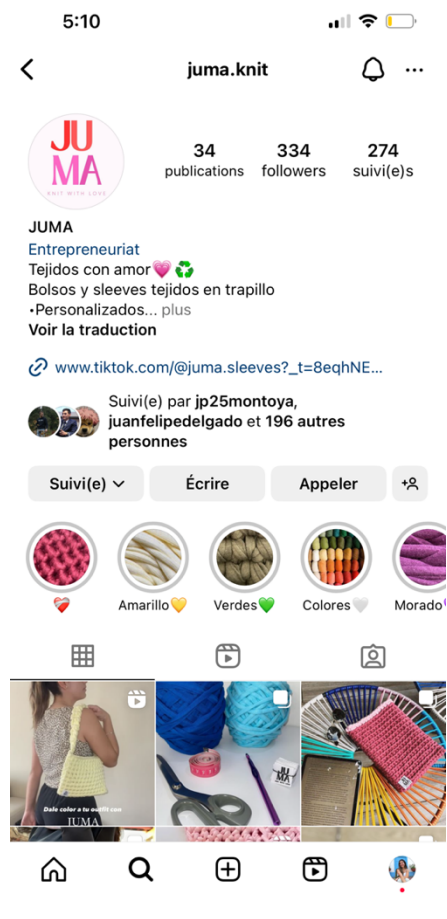 5:10
juma.knit
JU
MA
KNIT WITH LOVE
34
publications
334
followers
274
suivi(e)s
JUMA
Entrepreneuriat
Tejidos con amor💗♻️
Bolsos y sleeves tejidos en trapillo
•Personalizados... plus
Voir la traduction
www.tiktok.com/@juma.sleeves?_t=8eqhNE...
Suivi(e) par jp25montoya,
juanfelipedelgado et 196 autres
personnes
Suivi(e)
Écrire
Appeler
❤️‍🩹
Amarillo💛
Verdes💚
Colores🤍
Morado
Dale color a tu outfit con
JUMA
JU
MA